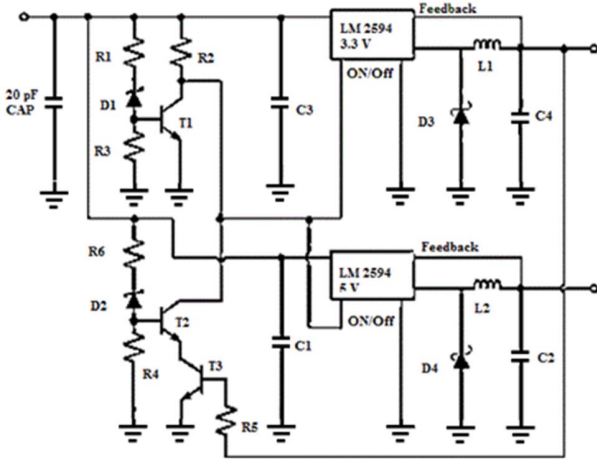 Feedback
LM 2594
3.3 V
ON/Off
R1
R2
L1
20 pF
CAP
D1
T1
C3
D3
C4
R3
R6
Feedback
LM 2594
5 V
ON/Off
D2
T2
L2
R4
T3
C1
D4
C2
R5